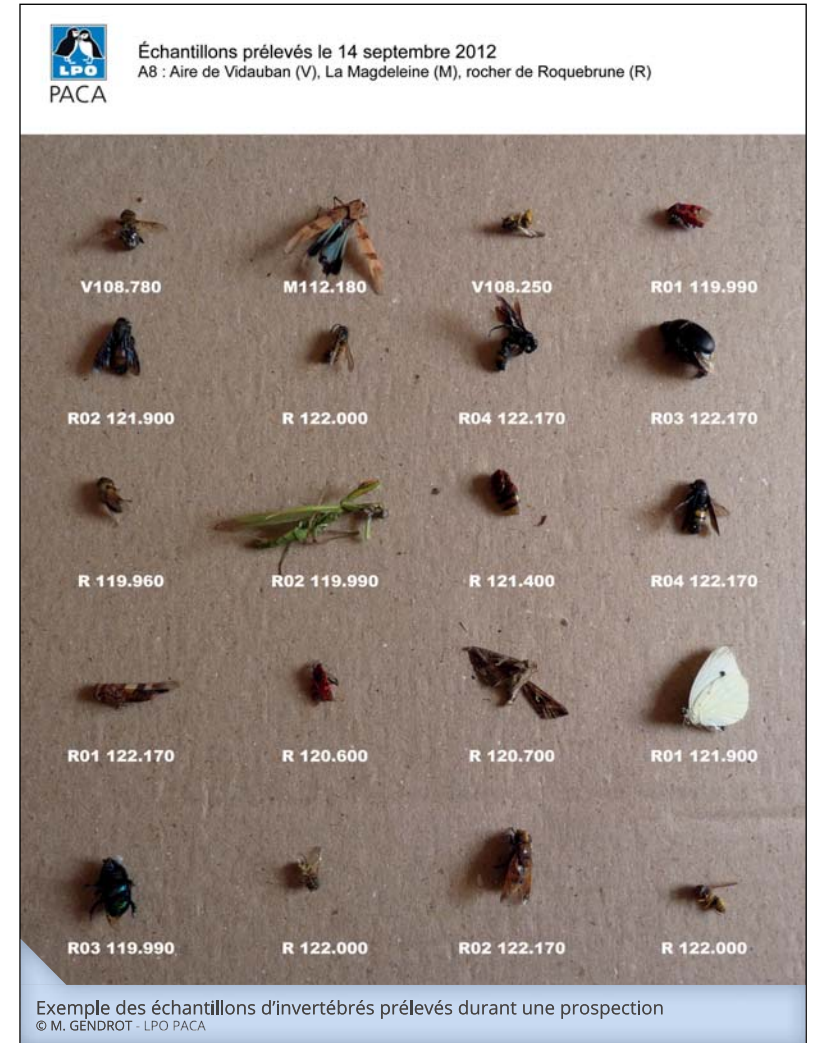 LPO
PACA
Échantillons prélevés le 14 septembre 2012
A8 : Aire de Vidauban (V), La Magdeleine (M), rocher de Roquebrune (R)
V108.780 M112.180 V108.250 R01 119.990
R02 121.900 R 122.000 R04 122.170 R03 122.170
R 119.960 R02 119.990 R 121.400 R04 122.170
R01 122.170 R 120.600 R 120.700 R01 121.900
R03 119.990 R 122.000 R02 122.170 R 122.000
Exemple des échantillons d'invertébrés prélevés durant une prospection
© M. GENDROT - LPO PACA